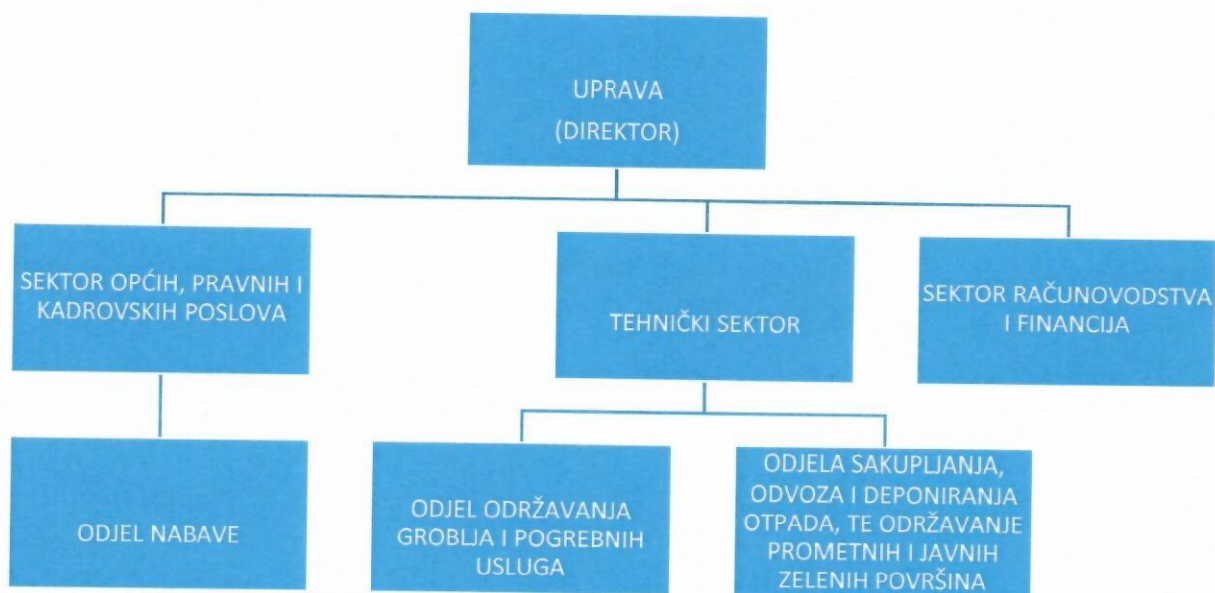 UPRAVA
(DIREKTOR)
SEKTOR OPĆIH, PRAVNIH I
KADROVSKIH POSLOVA
TEHNIČKI SEKTOR
SEKTOR RAČUNOVODSTVA
I FINANCIJA
ODJEL NABAVE
ODJEL ODRŽAVANJA
GROBLJA I POGREBNIH
USLUGA
ODJELA SAKUPLJANJA,
ODVOZA I DEPONIRANJA
OTPADA, TE ODRŽAVANJE
PROMETNIH I JAVNIH
ZELENIH POVRŠINA